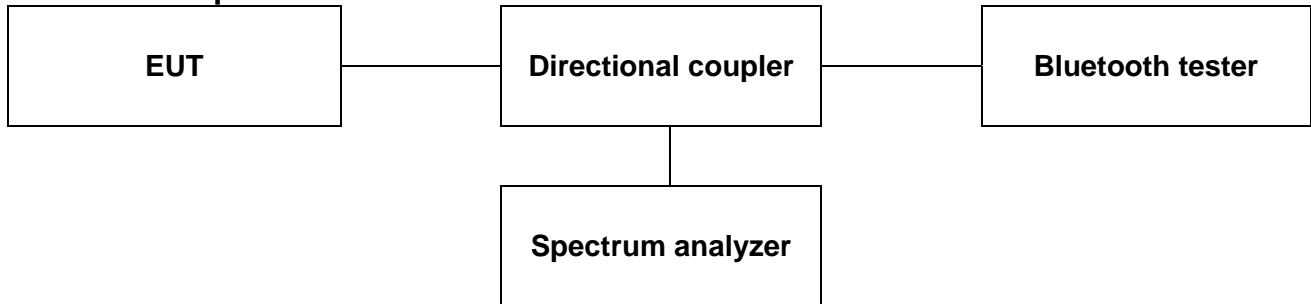 EUT
Directional coupler
Bluetooth tester
Spectrum analyzer